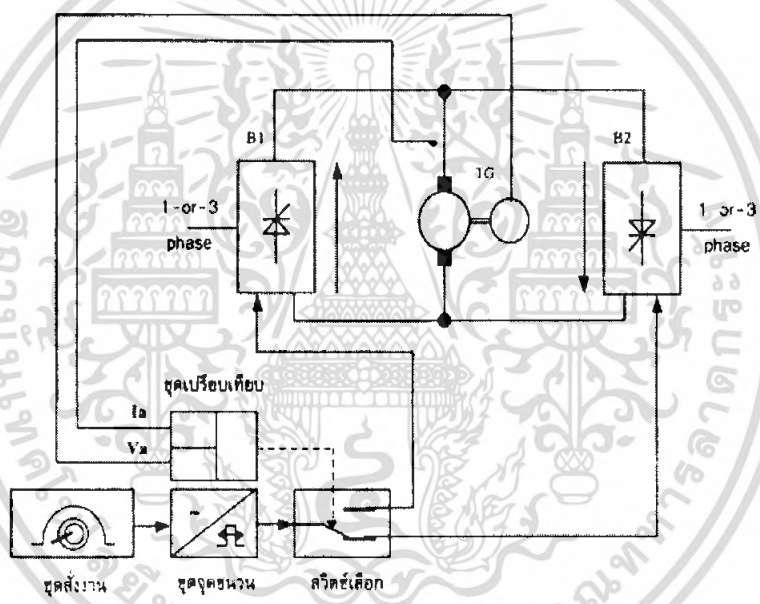 B1
B2
TG
1-or-3
phase
1 or-3
phase
ชุดเปรียบเทียบ
Ia
Va
ชุดสั่งงาน
ชุดจุดชนวน
สวิตช์เลือก